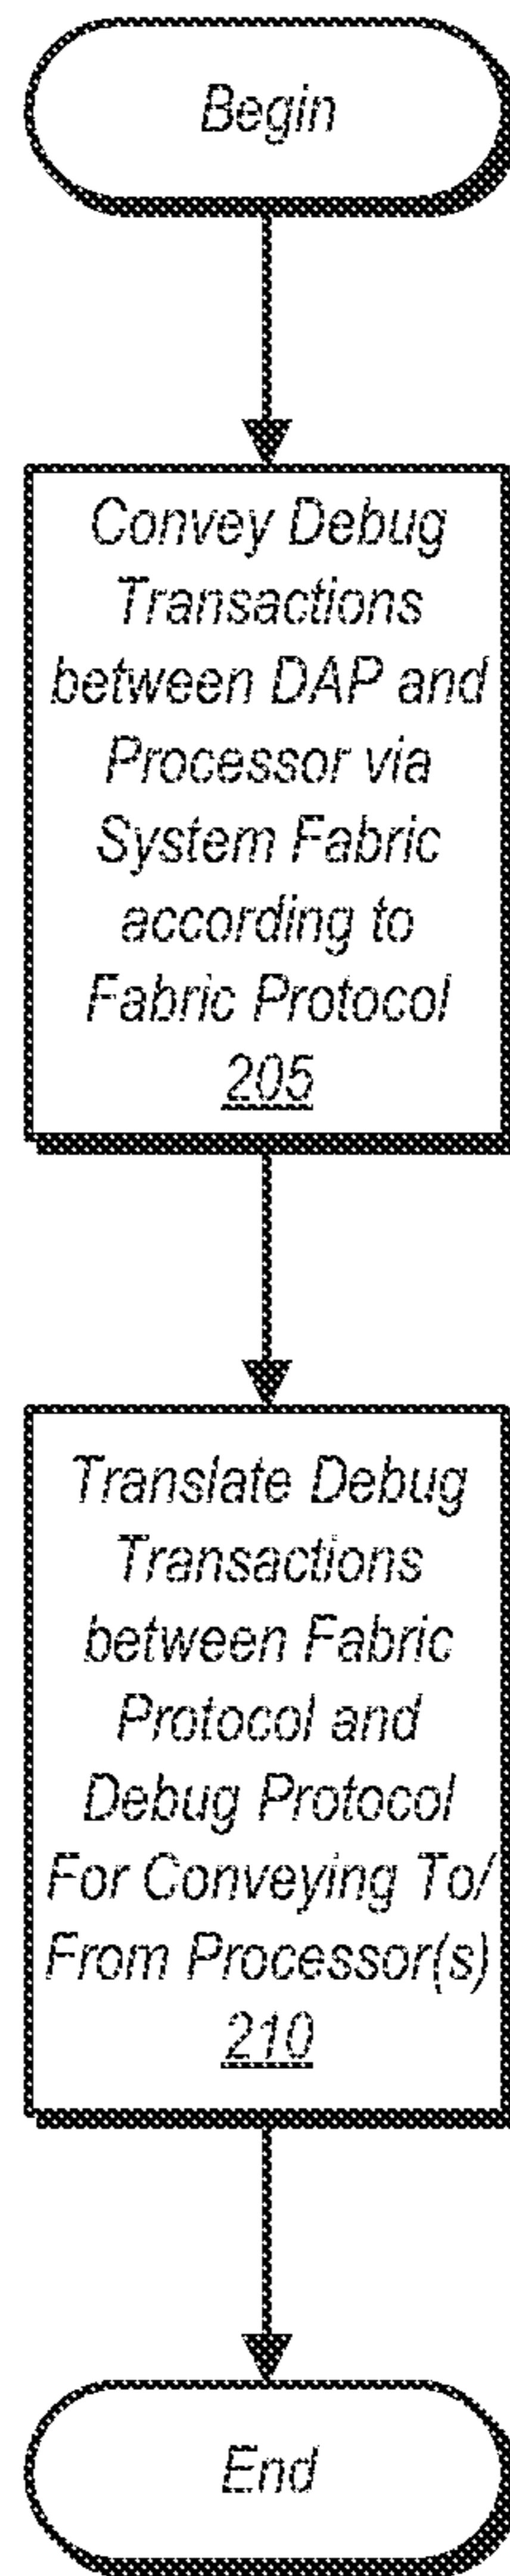 Begin
Convey Debug
Transactions
between DAP and
Processor via
System Fabric
according to
Fabric Protocol
205
Translate Debug
Transactions
between Fabric
Protocol and
Debug Protocol
For Conveying To/
From Processor(s)
210
End